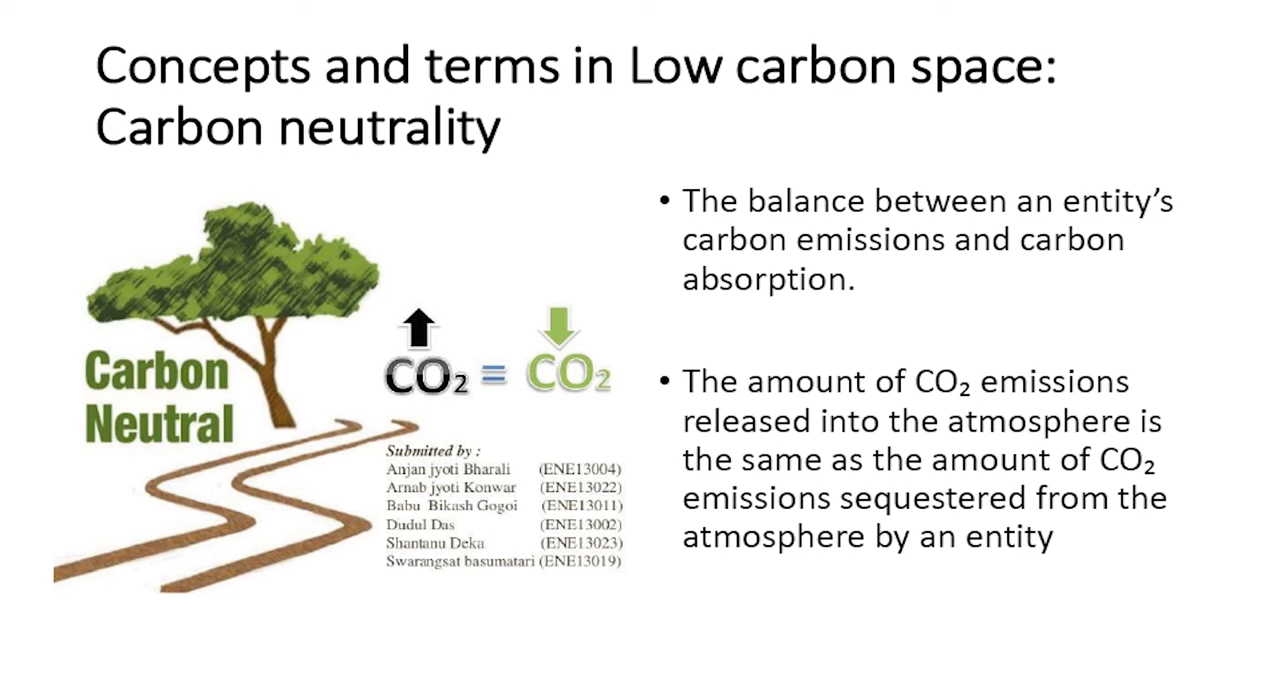 Concepts and terms in Low carbon space:
Carbon neutrality
Carbon
Neutral
CO₂ = CO₂
Submitted by :
Anjan jyoti Bharali (ENE13004)
Arnab jyoti Konwar (ENE13022)
Babu Bikash Gogoi (ENE13011)
Dudul Das (ENE13002)
Shantanu Deka (ENE13023)
Swarangsat basumatari (ENE13019)
• The balance between an entity’s
carbon emissions and carbon
absorption.
• The amount of CO₂ emissions
released into the atmosphere is
the same as the amount of CO₂
emissions sequestered from the
atmosphere by an entity